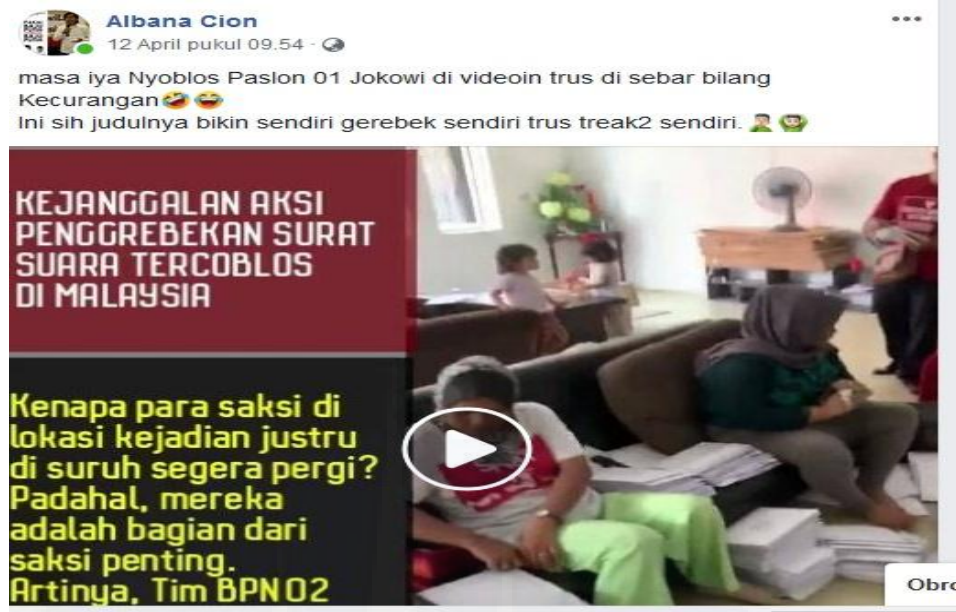 Albana Cion
12 April pukul 09.54 ·
masa iya Nyoblos Paslon 01 Jokowi di videoin trus di sebar bilang
Kecurangan🤣😂
Ini sih judulnya bikin sendiri gerebek sendiri trus treak2 sendiri.
KEJANGGALAN AKSI
PENGGREBEKAN SURAT
SUARA TERCOBLOS
DI MALAYSIA
Kenapa para saksi di
lokasi kejadian justru
di suruh segera pergi?
Padahal, mereka
adalah bagian dari
saksi penting.
Artinya, Tim BPN 02
Obro